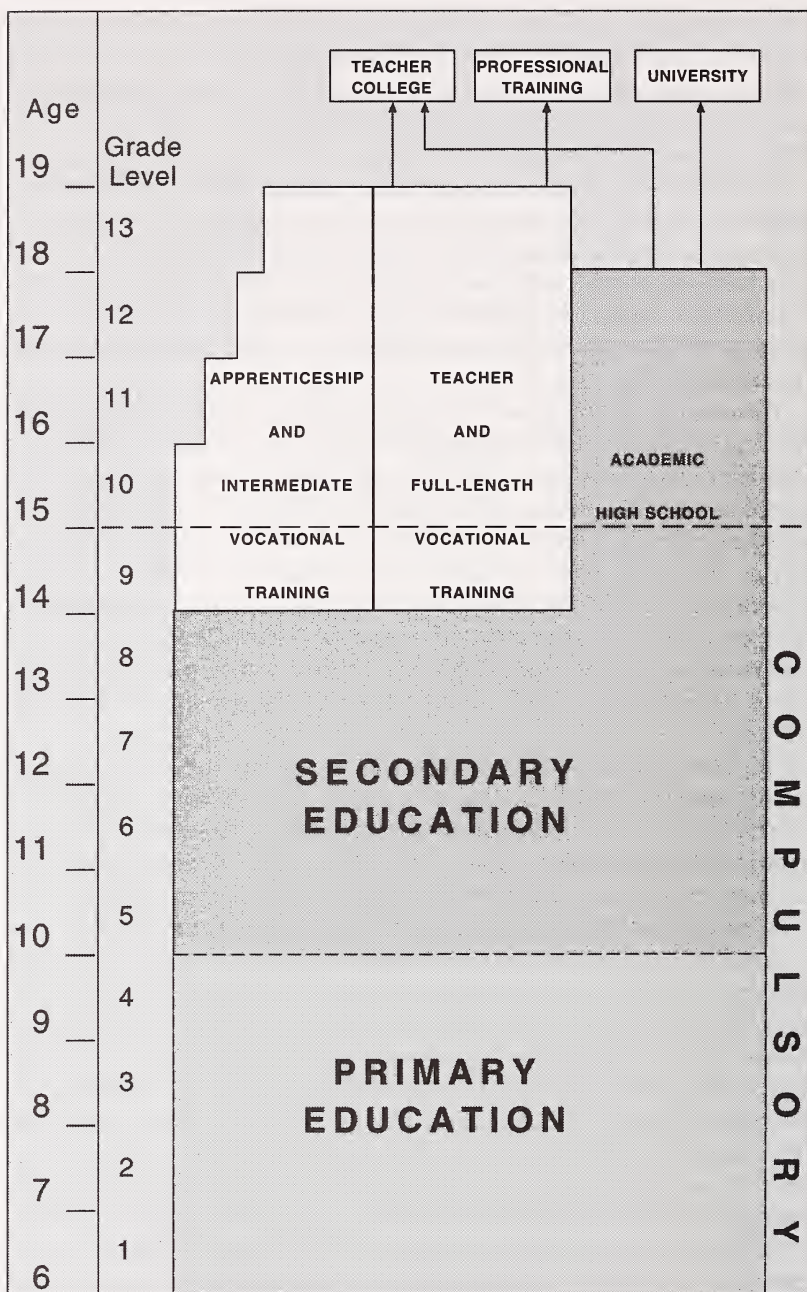 TEACHER
COLLEGE
PROFESSIONAL
TRAINING
UNIVERSITY
Age
Grade
Level
19
13
18
12
17
11
16
10
15
9
14
8
13
7
12
6
11
5
10
4
9
3
8
2
7
1
6
APPRENTICESHIP
AND
INTERMEDIATE
VOCATIONAL
TRAINING
TEACHER
AND
FULL-LENGTH
VOCATIONAL
TRAINING
ACADEMIC
HIGH SCHOOL
SECONDARY
EDUCATION
PRIMARY
EDUCATION
COMPULSORY